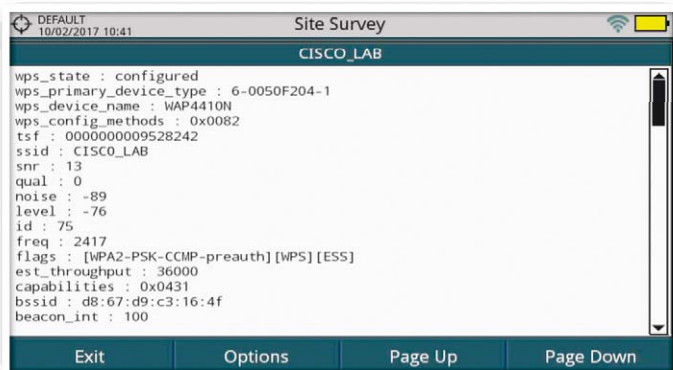 DEFAULT
10/02/2017 10:41
Site Survey
CISCO_LAB
wps_state : configured
wps_primary_device_type : 6-0050F204-1
wps_device_name : WAP4410N
wps_config_methods : 0x0082
tsf : 0000000009528242
ssid : CISCO_LAB
snr : 13
qual : 0
noise : -89
level : -76
id : 75
freq : 2417
flags : [WPA2-PSK-CCMP-preauth][WPS][ESS]
est_throughput : 36000
capabilities : 0x0431
bssid : d8:67:d9:c3:16:4f
beacon_int : 100
Exit
Options
Page Up
Page Down